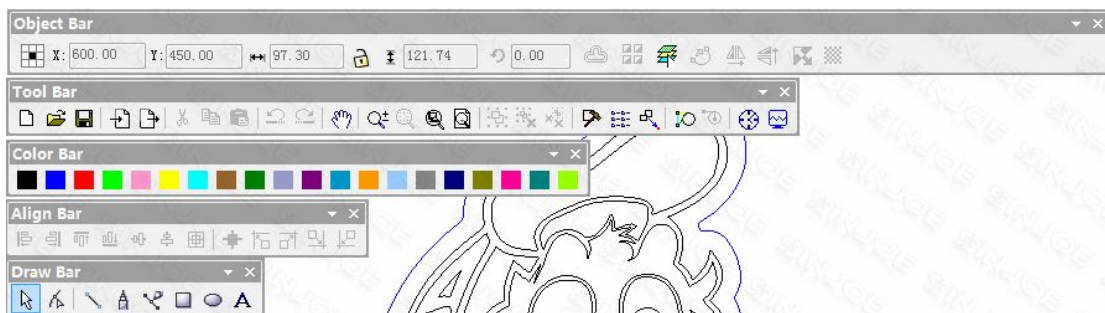 Object Bar
X: 600.00 Y: 450.00 97.30 121.74 0.00
Tool Bar
Color Bar
Align Bar
Draw Bar
A